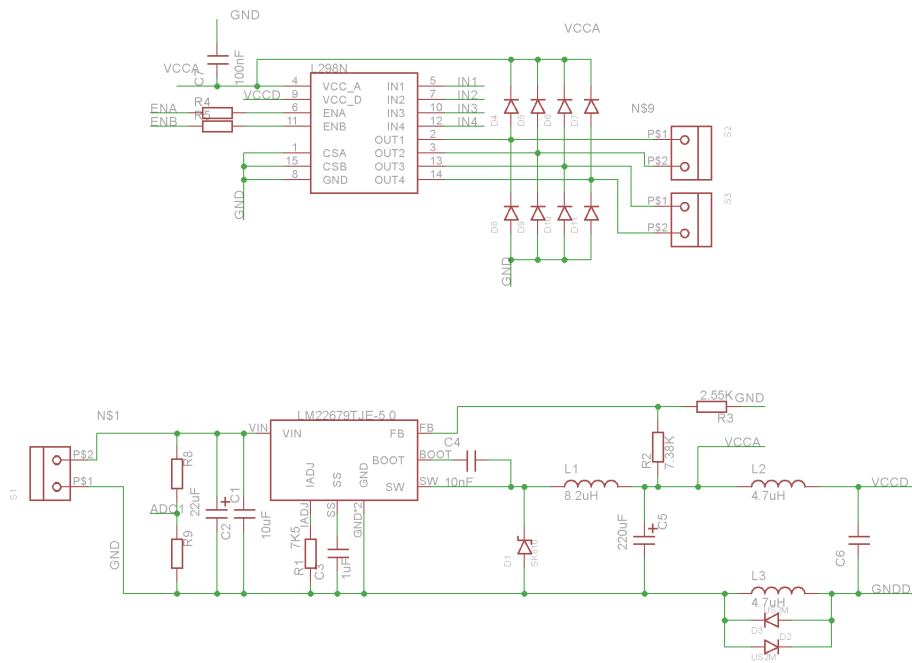 GND
VCCA
VCCA
C7
100nF
L298N
4 VCC_A IN1 5 IN1
VCCD 9 VCC_D IN2 7 IN2
ENA R4 6 ENA IN3 10 IN3
ENB R5 11 ENB IN4 12 IN4
OUT1 2
1 CSA OUT2 3
15 CSB OUT3 13
8 GND OUT4 14
GND
D4 D5 D6 D7
D8 D9 D10 D11
GND
N$9
P$1 S2
P$2
P$1 S3
P$2
N$1
P$2
P$1
S1
GND
ADC1
R8
R9
22uF
C2
C1
10uF
LM22679TJE-5.0
VIN VIN FB FB
BOOT BOOT
SW SW
IADJ SS GND
IADJ SS GND*2
7K5
R1
C3
1uF
C4
10nF
D1
SK810
L1
8.2uH
R2
7.38K
2.55K
R3
GND
VCCA
220uF
C5
L2
4.7uH
VCCD
C6
L3
4.7uH
GNDD
US2M
D3 D2
US2M